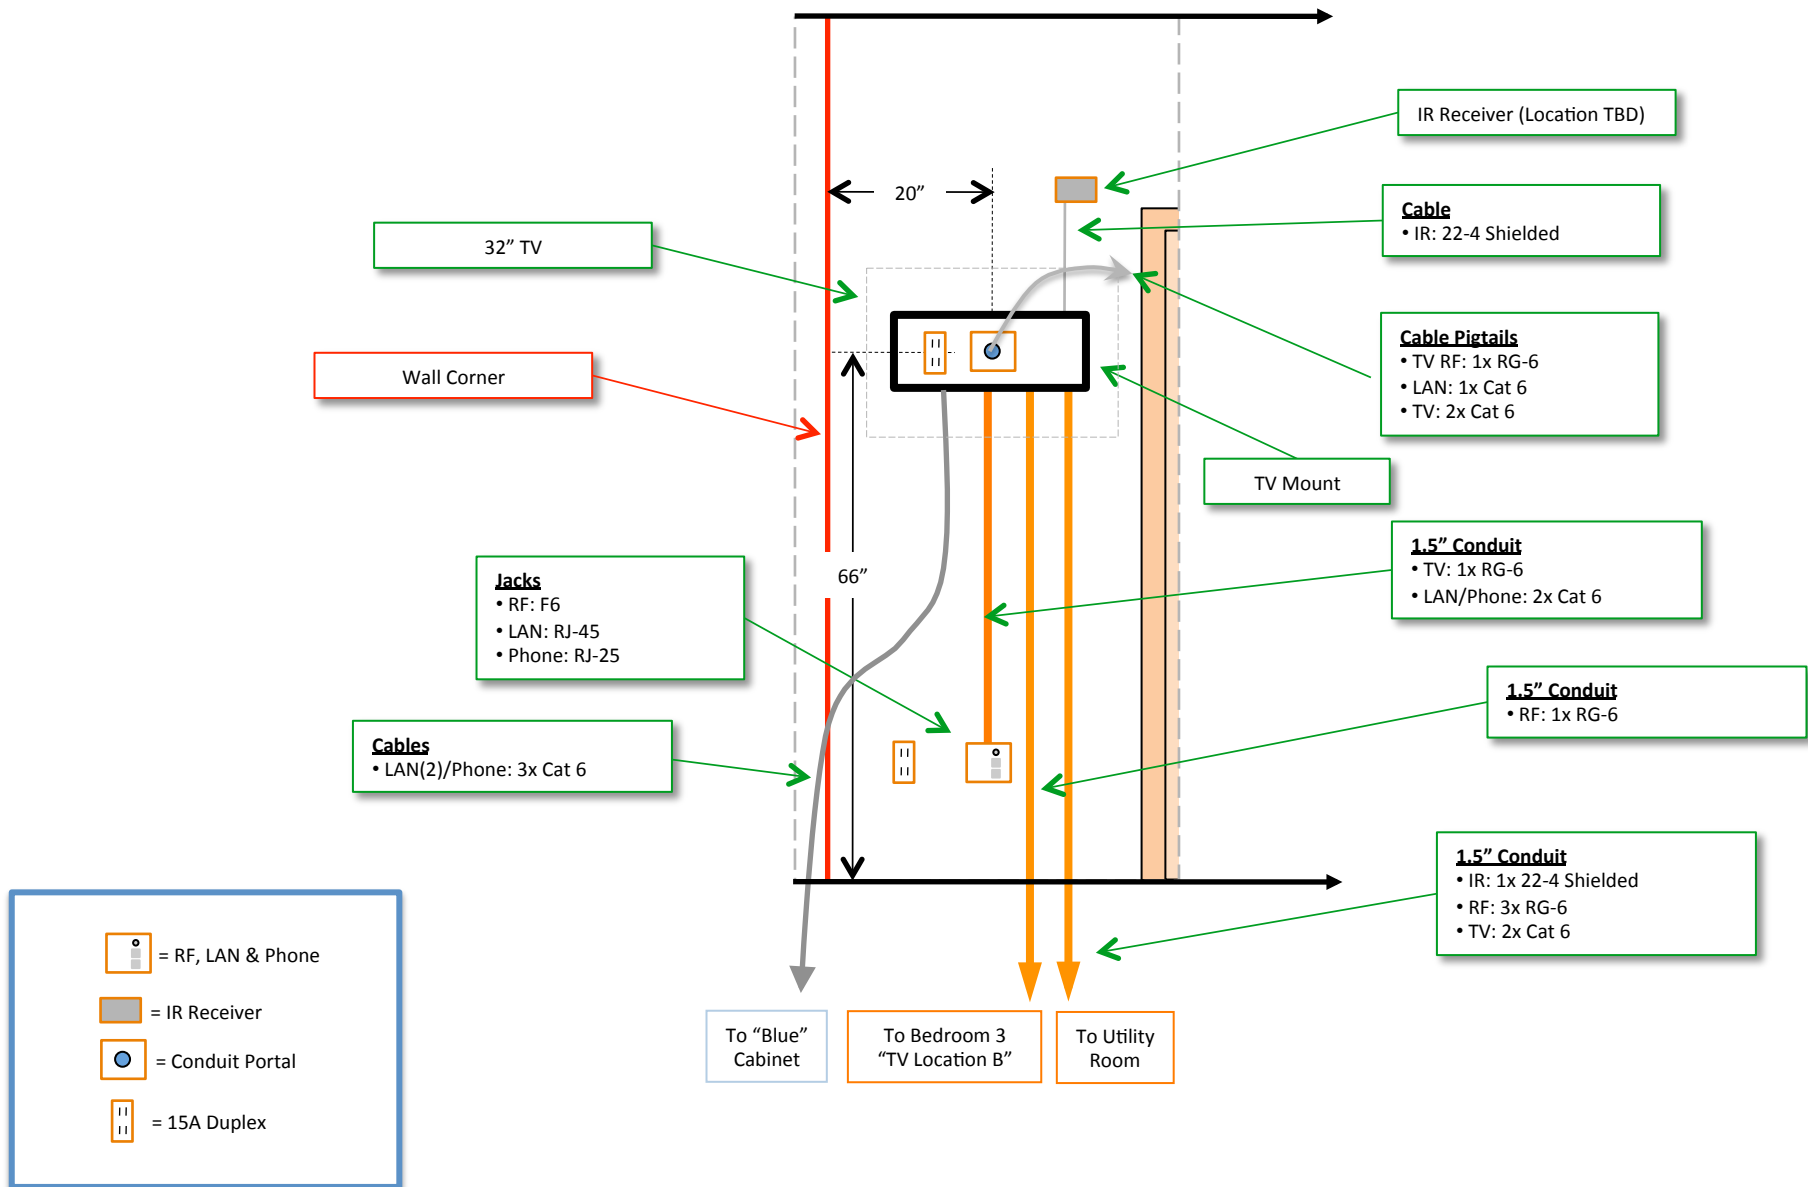 IR Receiver (Location TBD)
20”
Cable
• IR: 22-4 Shielded
32” TV
Cable Pigtails
• TV RF: 1x RG-6
• LAN: 1x Cat 6
• TV: 2x Cat 6
Wall Corner
TV Mount
1.5” Conduit
• TV: 1x RG-6
• LAN/Phone: 2x Cat 6
66”
Jacks
• RF: F6
• LAN: RJ-45
• Phone: RJ-25
1.5” Conduit
• RF: 1x RG-6
Cables
• LAN(2)/Phone: 3x Cat 6
1.5” Conduit
• IR: 1x 22-4 Shielded
• RF: 3x RG-6
• TV: 2x Cat 6
= RF, LAN & Phone
= IR Receiver
= Conduit Portal
= 15A Duplex
To “Blue”
Cabinet
To Bedroom 3
“TV Location B”
To Utility
Room